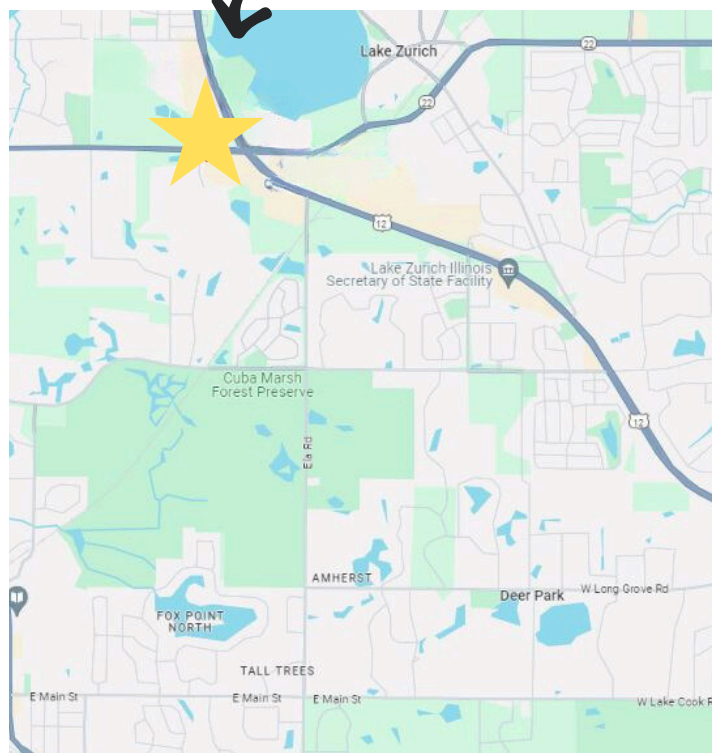 22
Lake Zurich
22
12
Lake Zurich Illinois
Secretary of State Facility
Cuba Marsh
Forest Preserve
12
Ela Rd
AMHERST
Deer Park
W Long Grove Rd
FOX POINT
NORTH
TALL TREES
E Main St
E Main St
E Main St
W Lake Cook R